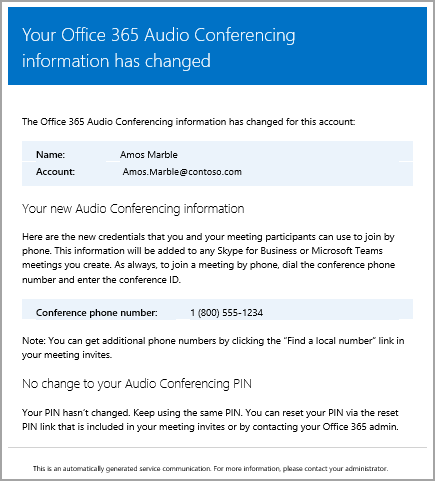 Your Office 365 Audio Conferencing
information has changed
The Office 365 Audio Conferencing information has changed for this account:
Name: Amos Marble
Account: Amos.Marble@contoso.com
Your new Audio Conferencing information
Here are the new credentials that you and your meeting participants can use to join by
phone. This information will be added to any Skype for Business or Microsoft Teams
meetings you create. As always, to join a meeting by phone, dial the conference phone
number and enter the conference ID.
Conference phone number: 1 (800) 555-1234
Note: You can get additional phone numbers by clicking the “Find a local number” link in
your meeting invites.
No change to your Audio Conferencing PIN
Your PIN hasn’t changed. Keep using the same PIN. You can reset your PIN via the reset
PIN link that is included in your meeting invites or by contacting your Office 365 admin.
This is an automatically generated service communication. For more information, please contact your administrator.